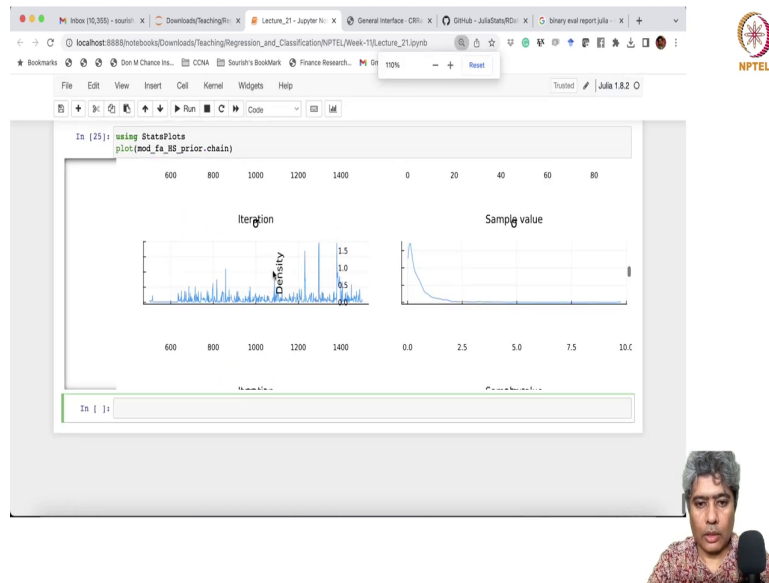 Inbox (10,355) - sourish
Downloads/Teaching/Re
Lecture_21 - Jupyter No
General Interface · CRRa
GitHub - JuliaStats/RDat
binary eval report julia -
localhost:8888/notebooks/Downloads/Teaching/Regression_and_Classification/NPTEL/Week-11/Lecture_21.ipynb
Bookmarks
Don M Chance Ins...
CCNA
Sourish's BookMark
Finance Research...
110%
Reset
NPTEL
File Edit View Insert Cell Kernel Widgets Help
Trusted
Julia 1.8.2
Run
Code
In [25]: using StatsPlots
plot(mod_fa_HS_prior.chain)
600 800 1000 1200 1400 0 20 40 60 80
Iteration Sample value
Density
1.5
1.0
0.5
0.0
600 800 1000 1200 1400 0.0 2.5 5.0 7.5 10.0
In [ ]: